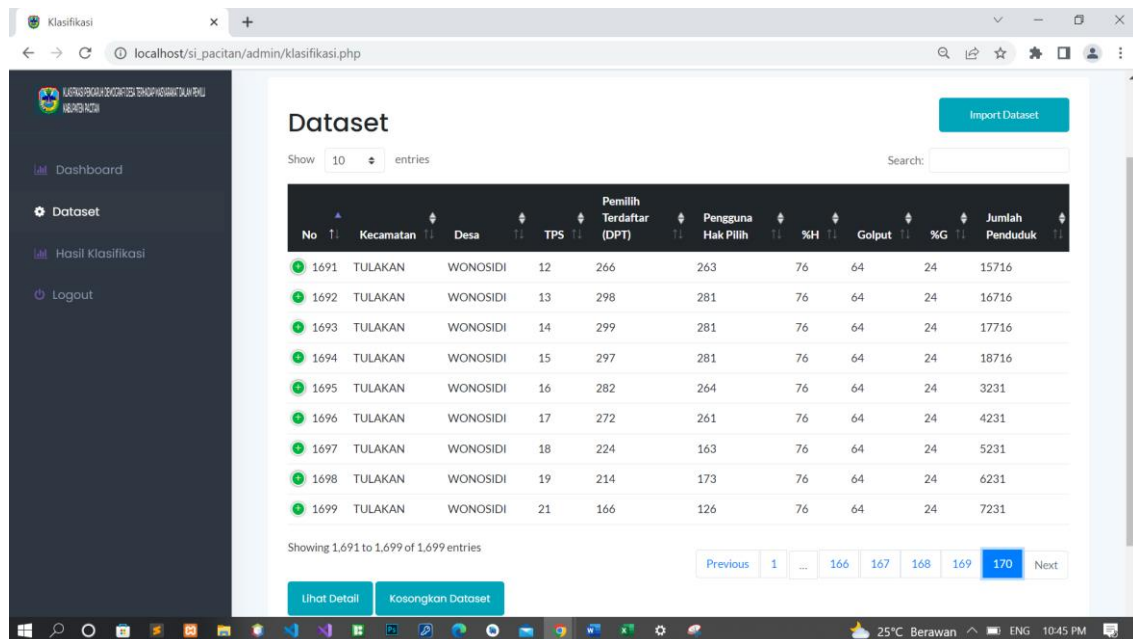 Klasifikasi
localhost/si_pacitan/admin/klasifikasi.php
Dashboard
Dataset
Hasil Klasifikasi
Logout
Dataset
Import Dataset
Show 10 entries
Search:
No Kecamatan Desa TPS Pemilih Terdaftar (DPT) Pengguna Hak Pilih %H Golput %G Jumlah Penduduk
1691 TULAKAN WONOSIDI 12 266 263 76 64 24 15716
1692 TULAKAN WONOSIDI 13 298 281 76 64 24 16716
1693 TULAKAN WONOSIDI 14 299 281 76 64 24 17716
1694 TULAKAN WONOSIDI 15 297 281 76 64 24 18716
1695 TULAKAN WONOSIDI 16 282 264 76 64 24 3231
1696 TULAKAN WONOSIDI 17 272 261 76 64 24 4231
1697 TULAKAN WONOSIDI 18 224 163 76 64 24 5231
1698 TULAKAN WONOSIDI 19 214 173 76 64 24 6231
1699 TULAKAN WONOSIDI 21 166 126 76 64 24 7231
Showing 1,691 to 1,699 of 1,699 entries
Previous 1 ... 166 167 168 169 170 Next
Lihat Detail Kosongkan Dataset
25°C Berawan ENG 10:45 PM